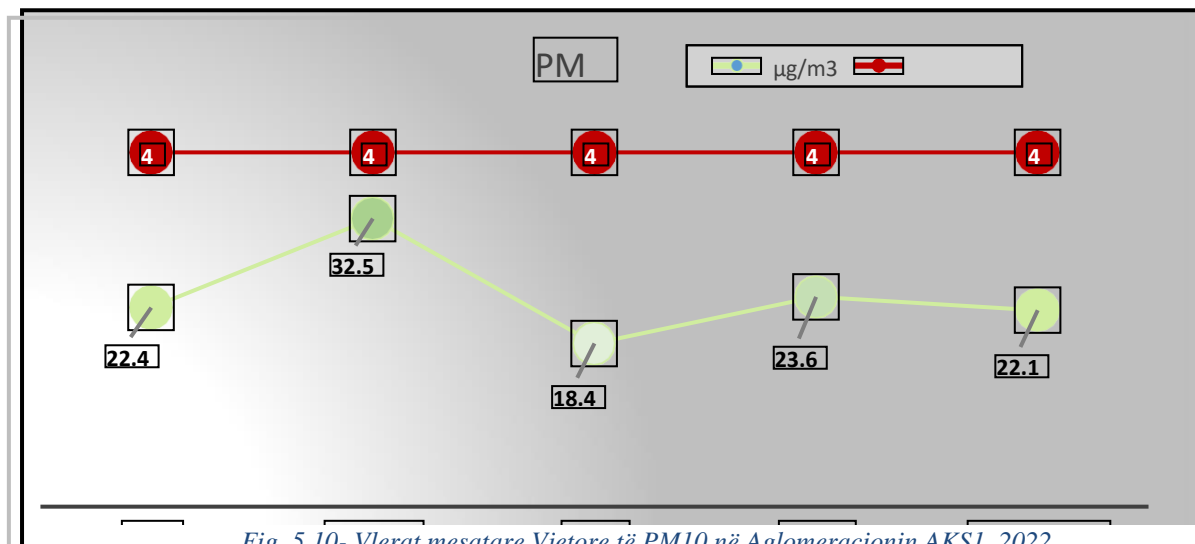 PM
µg/m3
4 4 4 4 4
32.5
22.4
23.6
22.1
18.4
Fig. 5.10- Vlerat mesatare Vjetore të PM10 në Aglomeracionin AKS1, 2022